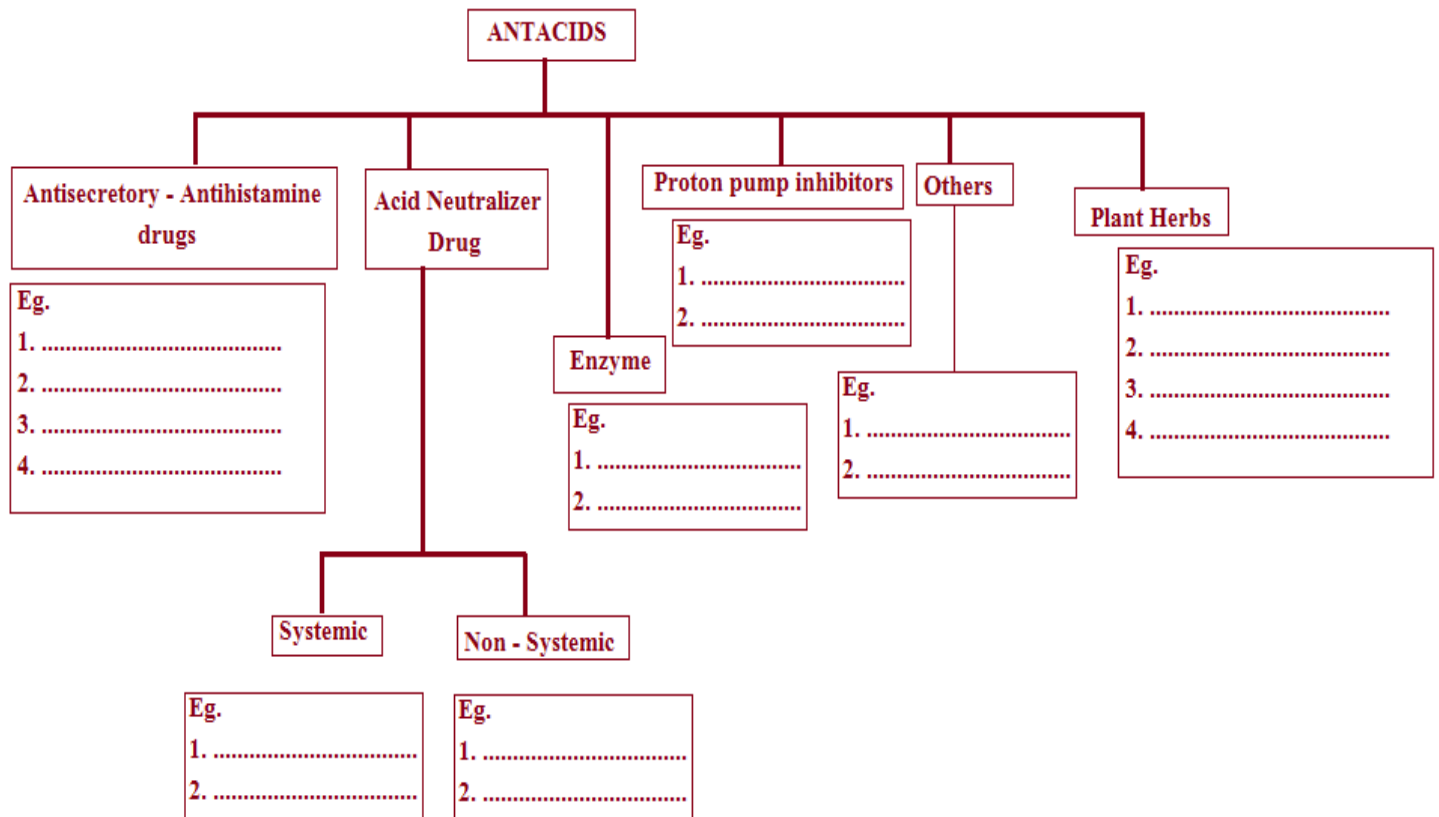 ANTACIDS
Antisecretory - Antihistamine
drugs
Eg.
1. ........................................
2. ........................................
3. ........................................
4. ........................................
Acid Neutralizer
Drug
Systemic
Eg.
1. ..................................
2. ..................................
Non - Systemic
Eg.
1. ..................................
2. ..................................
Enzyme
Eg.
1. ..................................
2. ..................................
Proton pump inhibitors
Eg.
1. ..................................
2. ..................................
Others
Eg.
1. ..................................
2. ..................................
Plant Herbs
Eg.
1. ........................................
2. ........................................
3. ........................................
4. ........................................